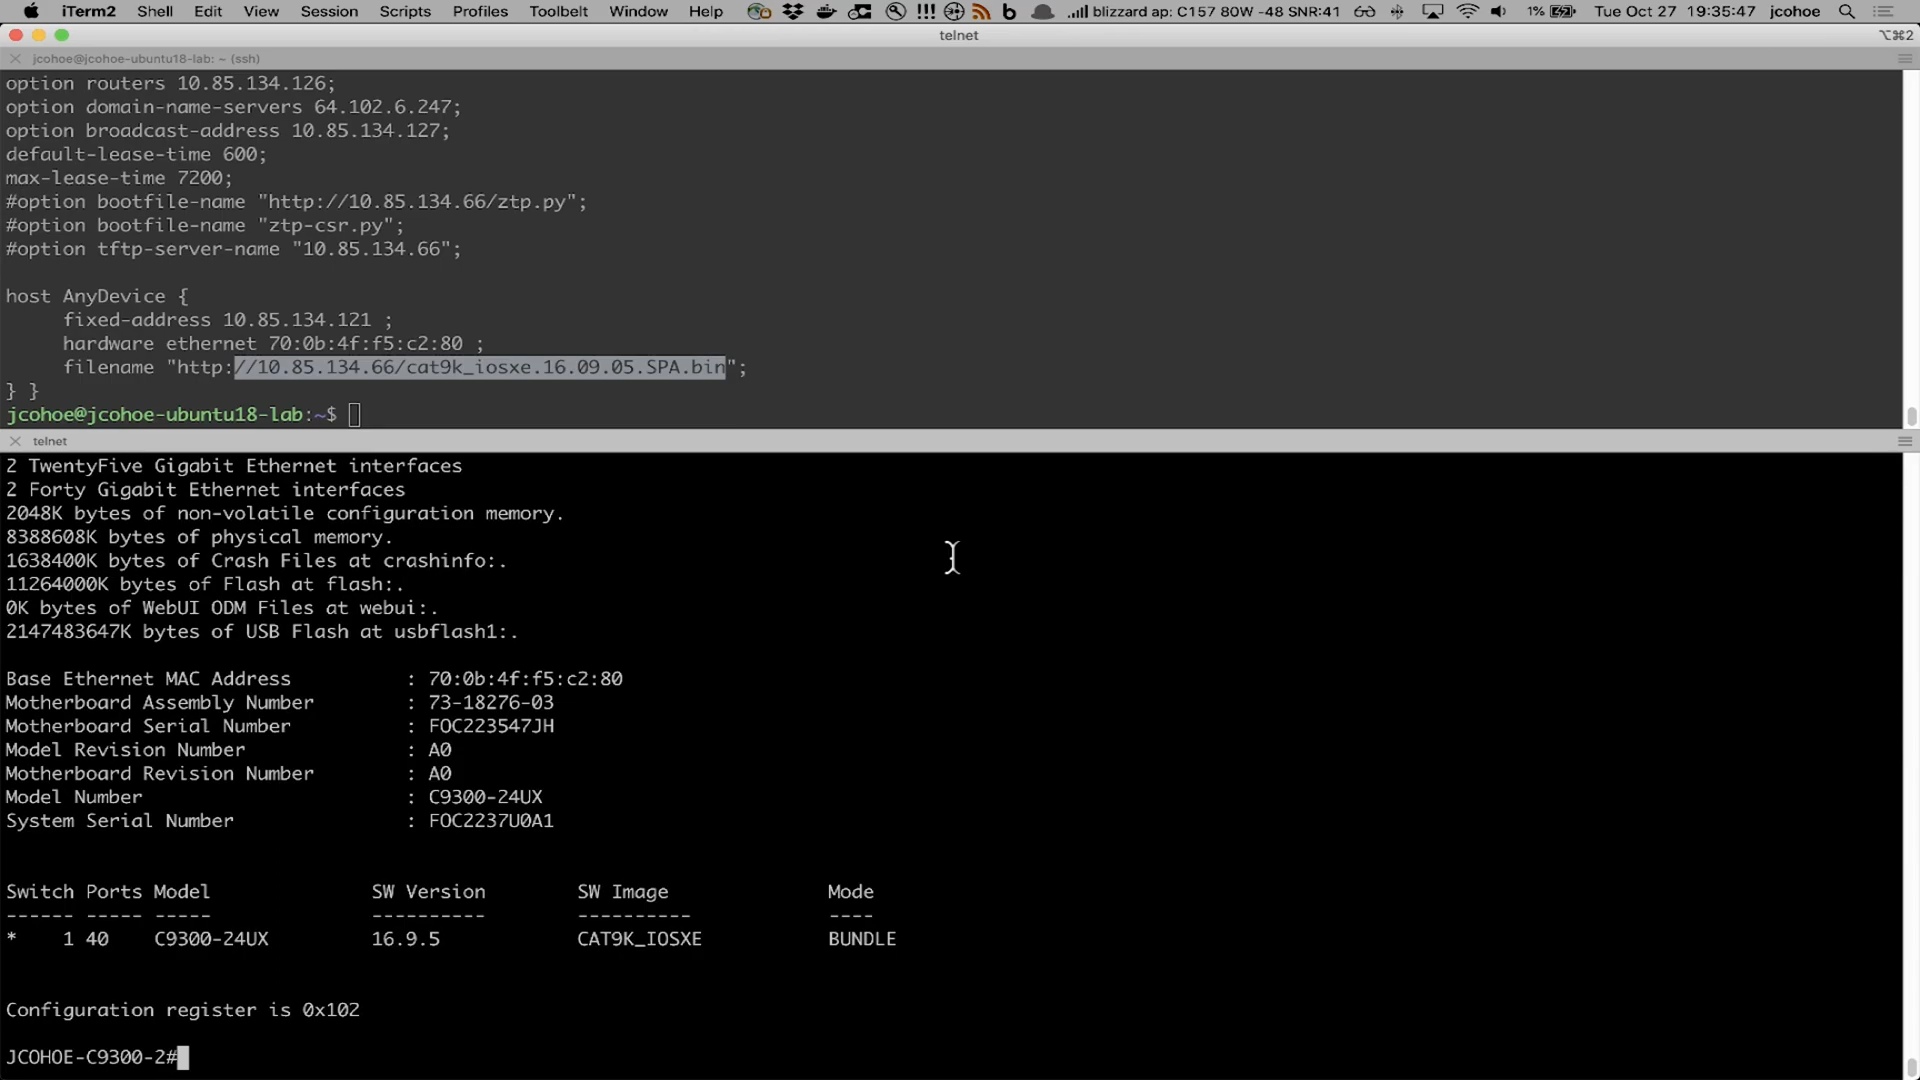 iTerm2 Shell Edit View Session Scripts Profiles Toolbelt Window Help !!! b blizzard ap: C157 80W -48 SNR:41 1% Tue Oct 27 19:35:47 jcohoe
telnet ⌥⌘2
jcohoe@jcohoe-ubuntu18-lab: ~ (ssh)
option routers 10.85.134.126;
option domain-name-servers 64.102.6.247;
option broadcast-address 10.85.134.127;
default-lease-time 600;
max-lease-time 7200;
#option bootfile-name "http://10.85.134.66/ztp.py";
#option bootfile-name "ztp-csr.py";
#option tftp-server-name "10.85.134.66";
host AnyDevice {
fixed-address 10.85.134.121 ;
hardware ethernet 70:0b:4f:f5:c2:80 ;
filename "http://10.85.134.66/cat9k_iosxe.16.09.05.SPA.bin";
} }
jcohoe@jcohoe-ubuntu18-lab:~$
telnet
2 TwentyFive Gigabit Ethernet interfaces
2 Forty Gigabit Ethernet interfaces
2048K bytes of non-volatile configuration memory.
8388608K bytes of physical memory.
1638400K bytes of Crash Files at crashinfo:.
11264000K bytes of Flash at flash:.
0K bytes of WebUI ODM Files at webui:.
2147483647K bytes of USB Flash at usbflash1:.
Base Ethernet MAC Address : 70:0b:4f:f5:c2:80
Motherboard Assembly Number : 73-18276-03
Motherboard Serial Number : FOC223547JH
Model Revision Number : A0
Motherboard Revision Number : A0
Model Number : C9300-24UX
System Serial Number : FOC2237U0A1
Switch Ports Model SW Version SW Image Mode
------ ----- ----- ---------- ---------- ----
* 1 40 C9300-24UX 16.9.5 CAT9K_IOSXE BUNDLE
Configuration register is 0x102
JCOHOE-C9300-2#